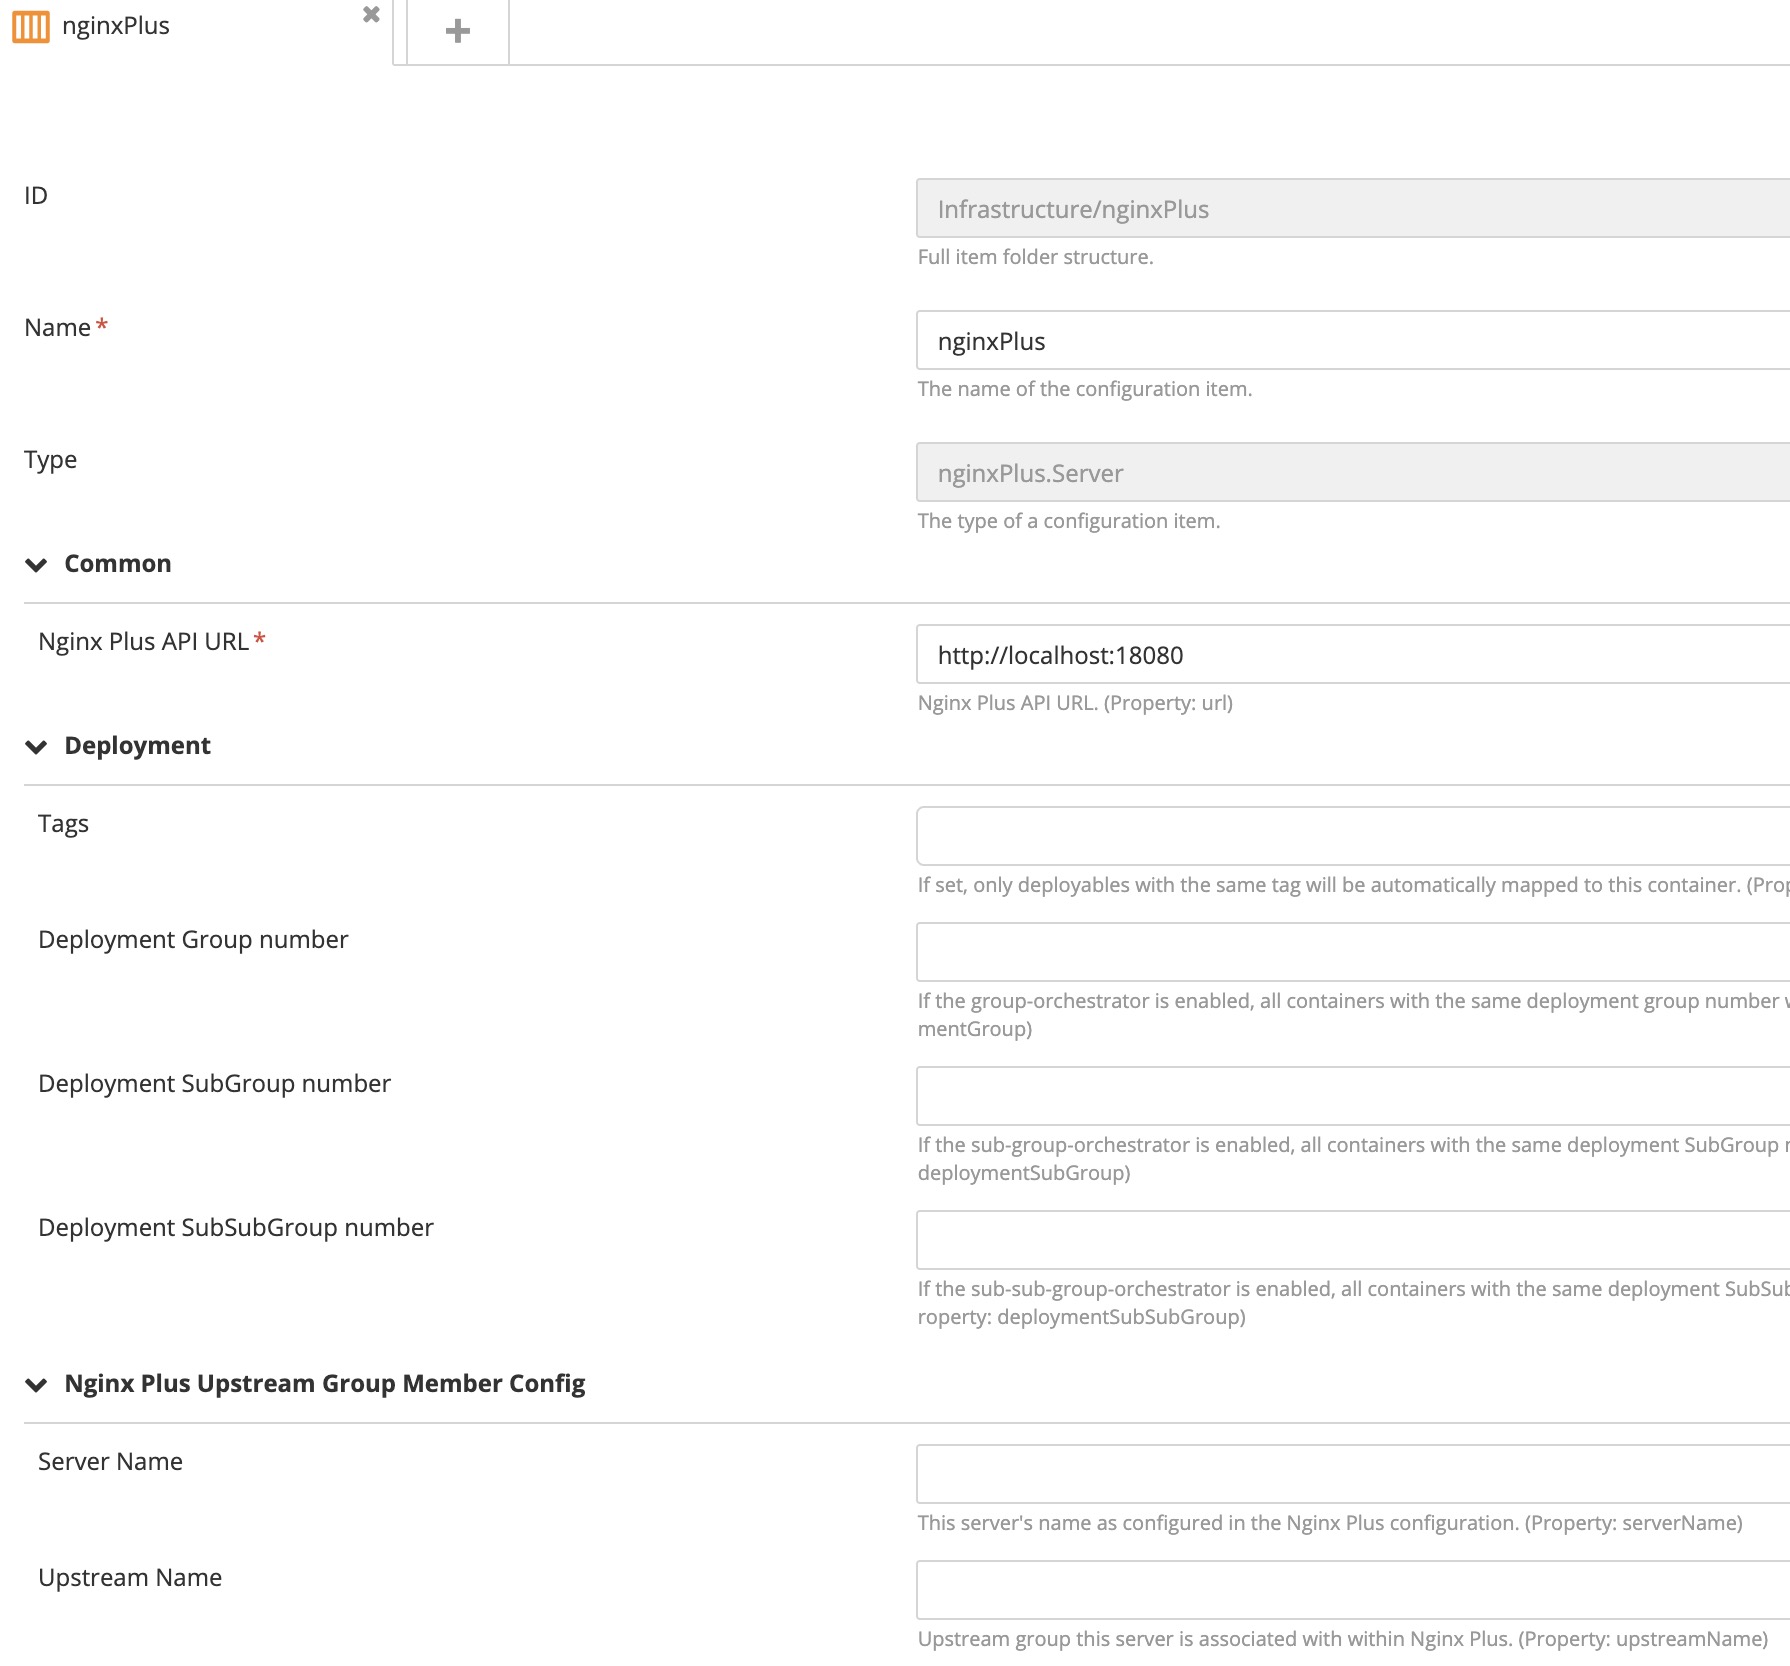 nginxPlus
ID
Infrastructure/nginxPlus
Full item folder structure.
Name*
nginxPlus
The name of the configuration item.
Type
nginxPlus.Server
The type of a configuration item.
Common
Nginx Plus API URL*
http://localhost:18080
Nginx Plus API URL. (Property: url)
Deployment
Tags
If set, only deployables with the same tag will be automatically mapped to this container.
Deployment Group number
If the group-orchestrator is enabled, all containers with the same deployment group number
mentGroup)
Deployment SubGroup number
If the sub-group-orchestrator is enabled, all containers with the same deployment SubGroup
deploymentSubGroup)
Deployment SubSubGroup number
If the sub-sub-group-orchestrator is enabled, all containers with the same deployment
roperty: deploymentSubSubGroup)
Nginx Plus Upstream Group Member Config
Server Name
This server's name as configured in the Nginx Plus configuration. (Property: serverName)
Upstream Name
Upstream group this server is associated with within Nginx Plus. (Property: upstreamName)